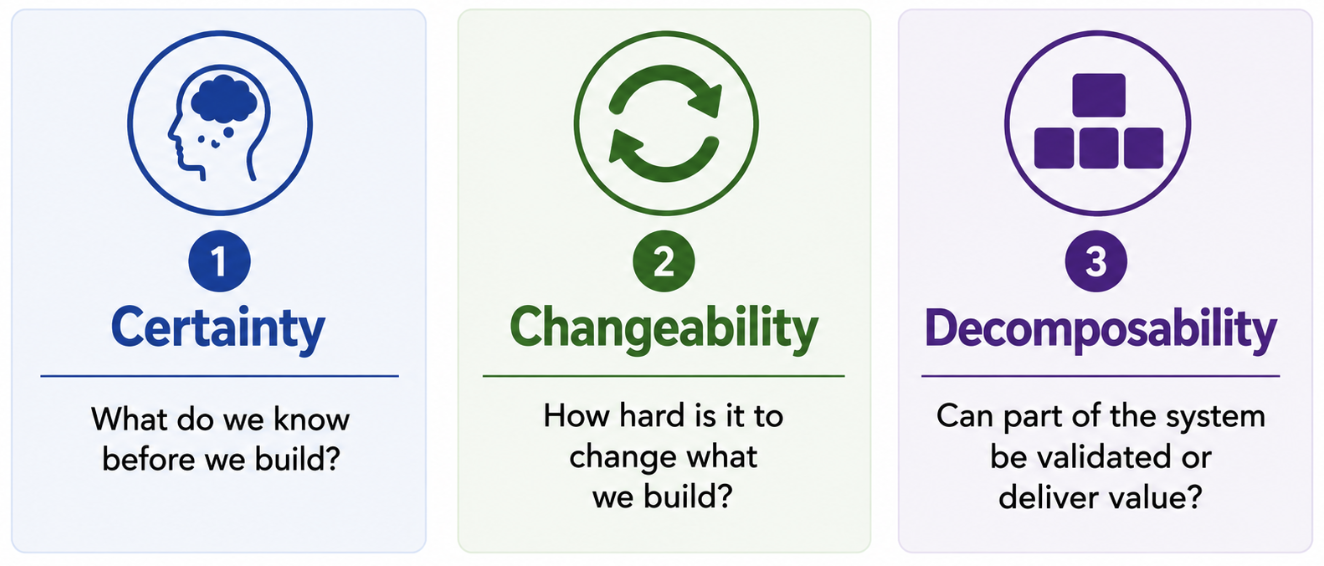 1
Certainty
What do we know
before we build?
2
Changeability
How hard is it to
change what
we build?
3
Decomposability
Can part of the system
be validated or
deliver value?